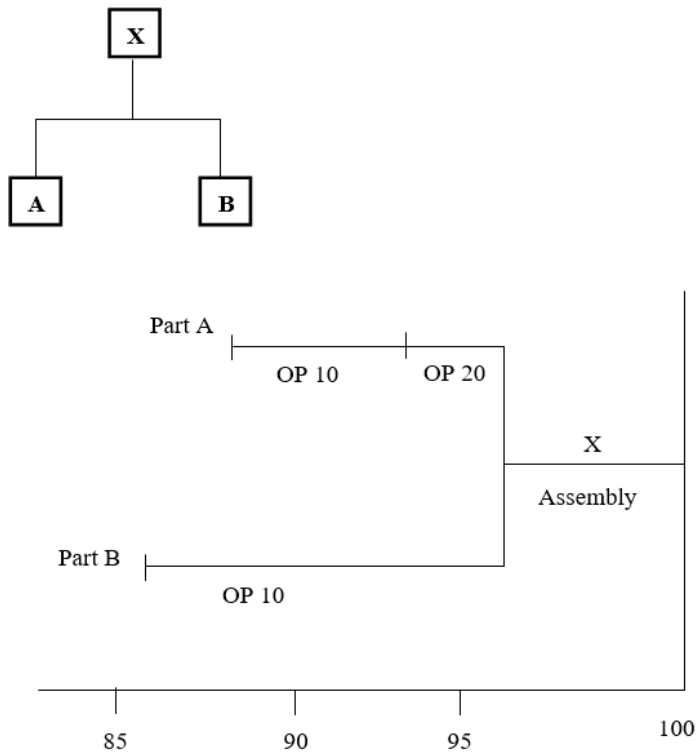 X
A B
Part A
OP 10 OP 20
X
Assembly
Part B
OP 10
85 90 95 100